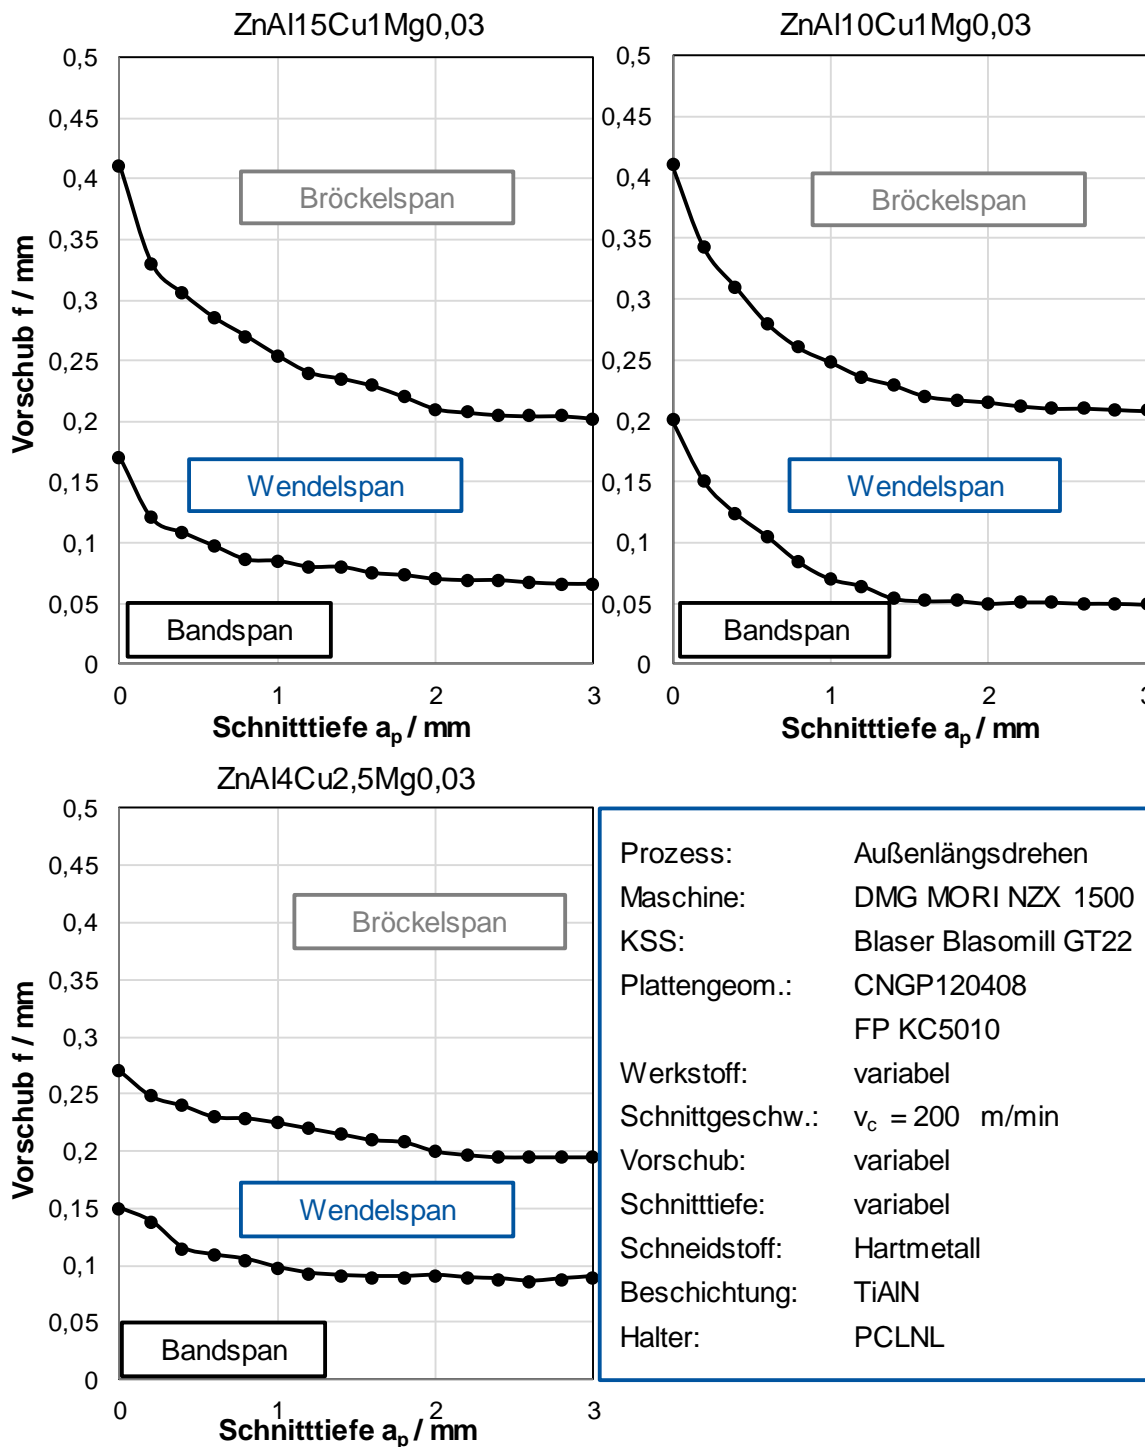 ZnAl15Cu1Mg0,03
0,5
0,45
0,4
0,35
0,3
0,25
0,2
0,15
0,1
0,05
0
Vorschub f / mm
Bröckelspan
Wendelspan
Bandspan
0 1 2 3
Schnitttiefe ap / mm
ZnAl10Cu1Mg0,03
0,5
0,45
0,4
0,35
0,3
0,25
0,2
0,15
0,1
0,05
0
Bröckelspan
Wendelspan
Bandspan
0 1 2 3
Schnitttiefe ap / mm
ZnAl4Cu2,5Mg0,03
0,5
0,45
0,4
0,35
0,3
0,25
0,2
0,15
0,1
0,05
0
Vorschub f / mm
Bröckelspan
Wendelspan
Bandspan
0 1 2 3
Schnitttiefe ap / mm
Prozess: Außenlängsdrehen
Maschine: DMG MORI NZX 1500
KSS: Blaser Blasomill GT22
Plattengeom.: CNGP120408
FP KC5010
Werkstoff: variabel
Schnittgeschw.: vc = 200 m/min
Vorschub: variabel
Schnitttiefe: variabel
Schneidstoff: Hartmetall
Beschichtung: TiAlN
Halter: PCLNL